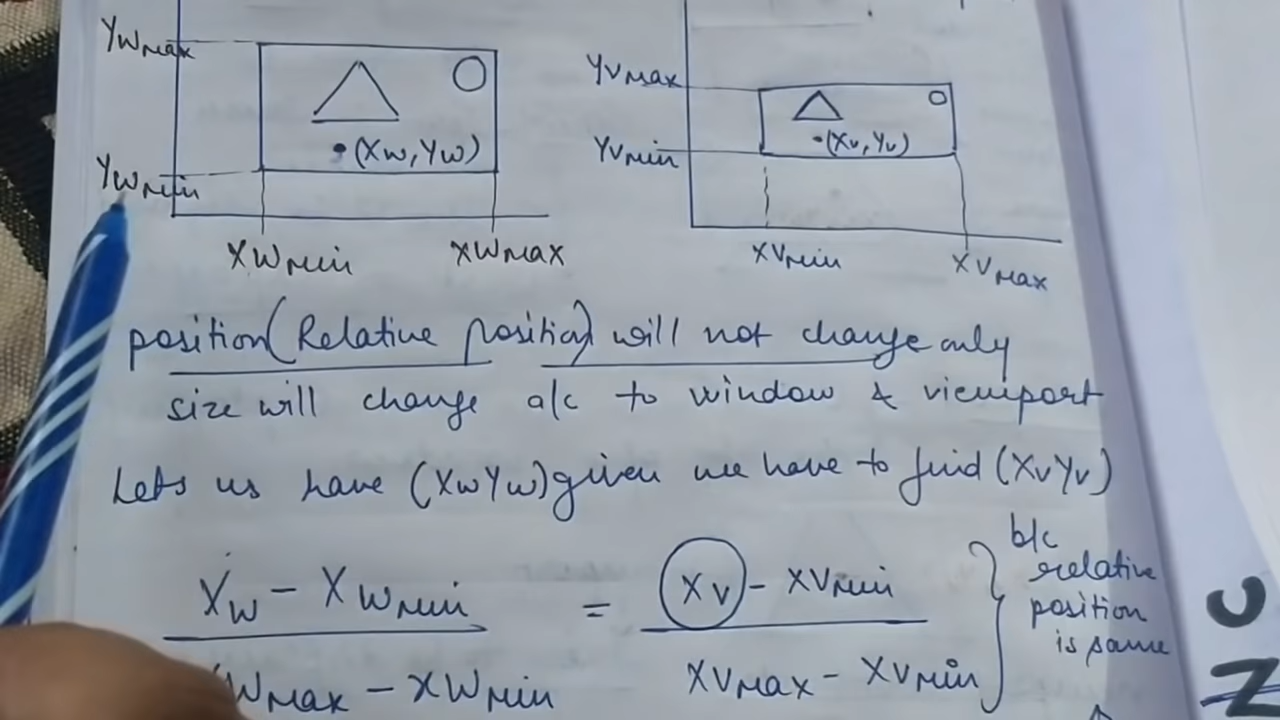 YWMax
YWMin
(XW, YW)
XWMin XWMax
YVMax
YVMin
(XV, YV)
XVMin XVMax
position (Relative position) will not change only
size will change a/c to window & viewport
Lets us have (XWYW) given we have to find (XVYV)
XW - XWMin = XV - XVMin
WMax - XWMin XVMax - XVMin
b/c
relative
position
is same
NC